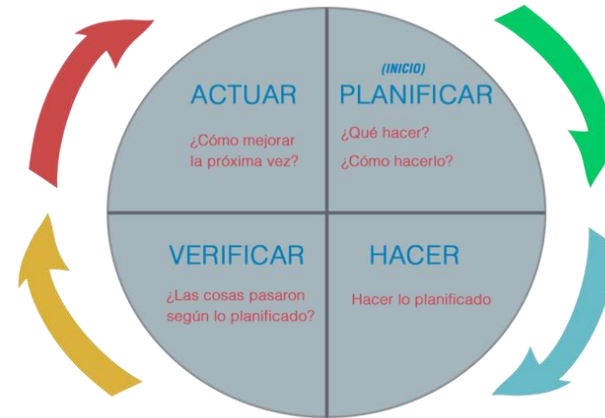 ACTUAR
¿Cómo mejorar
la próxima vez?
(INICIO)
PLANIFICAR
¿Qué hacer?
¿Cómo hacerlo?
VERIFICAR
¿Las cosas pasaron
según lo planificado?
HACER
Hacer lo planificado